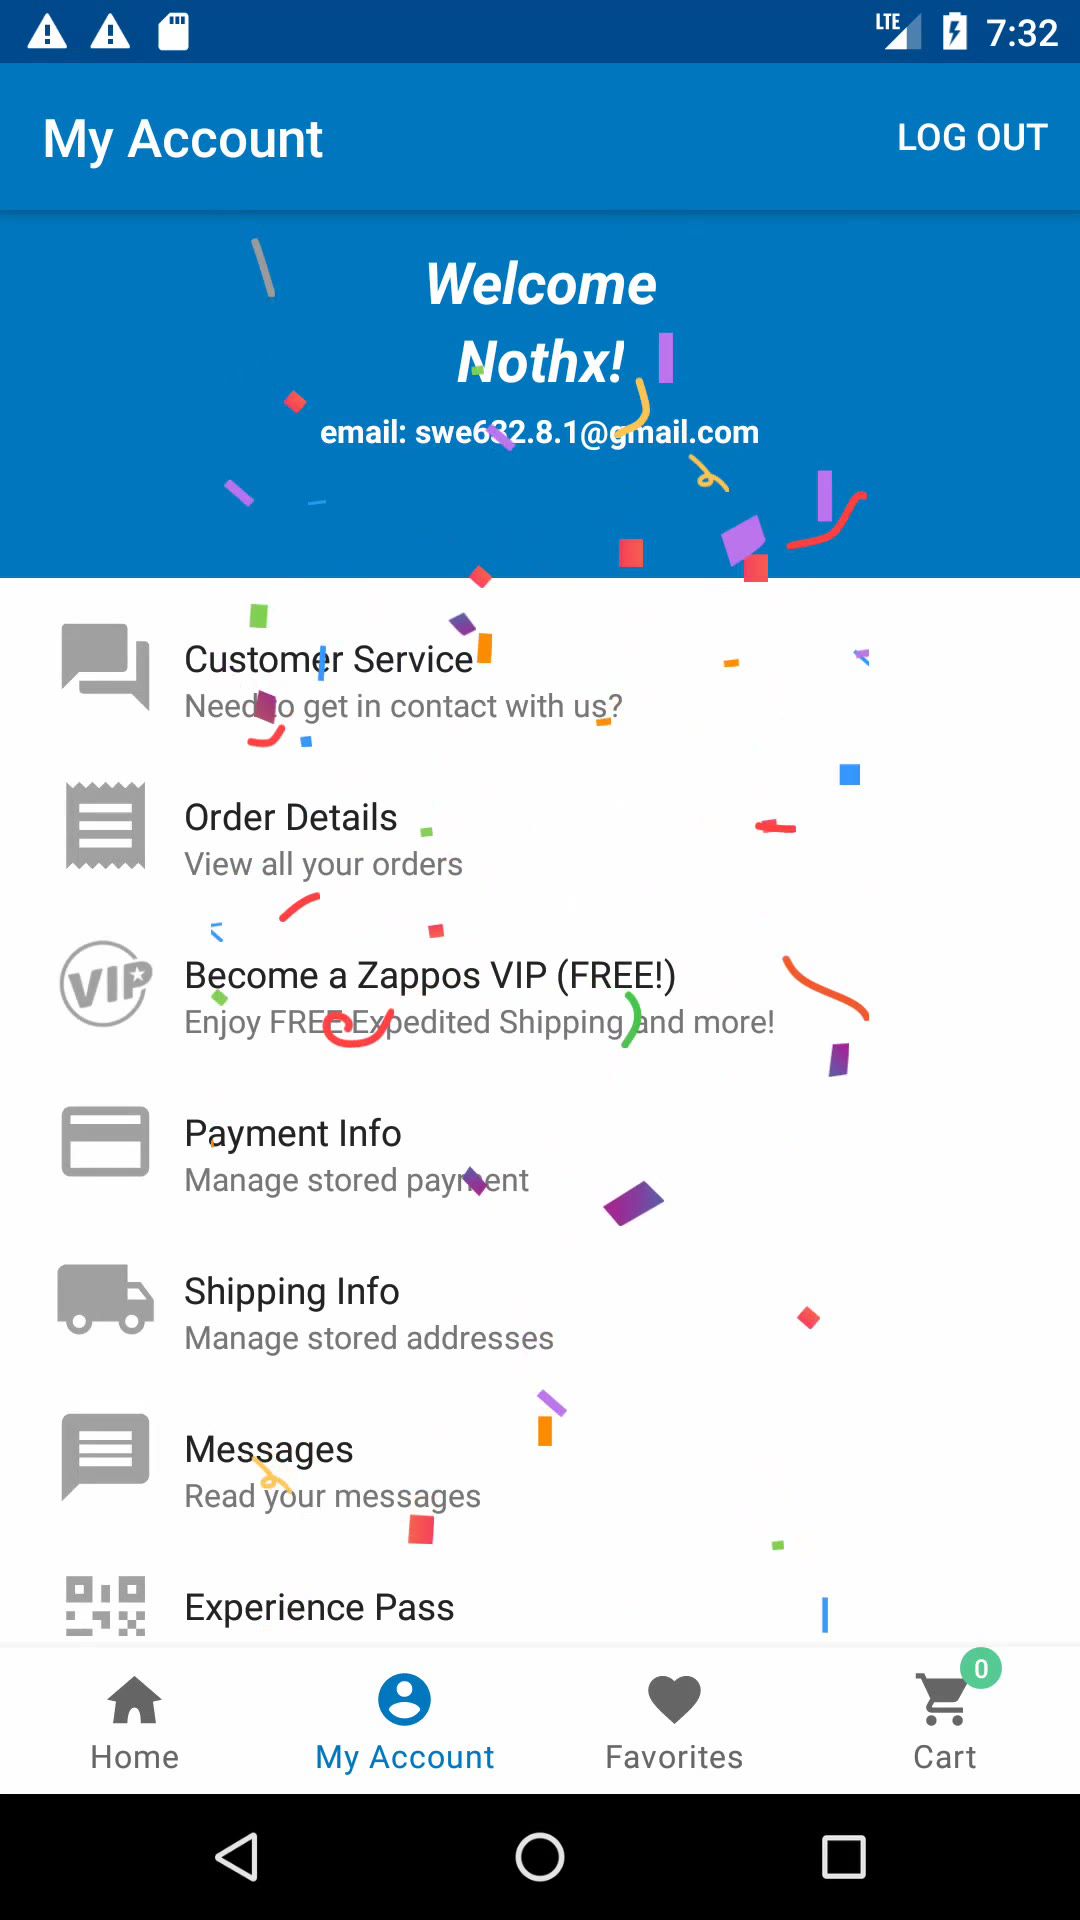 LTE 7:32
My Account
LOG OUT
Welcome
Nothx!
email: swe632.8.1@gmail.com
Customer Service
Need to get in contact with us?
Order Details
View all your orders
VIP
Become a Zappos VIP (FREE!)
Enjoy FREE Expedited Shipping and more!
Payment Info
Manage stored payment
Shipping Info
Manage stored addresses
Messages
Read your messages
Experience Pass
0
Home
My Account
Favorites
Cart